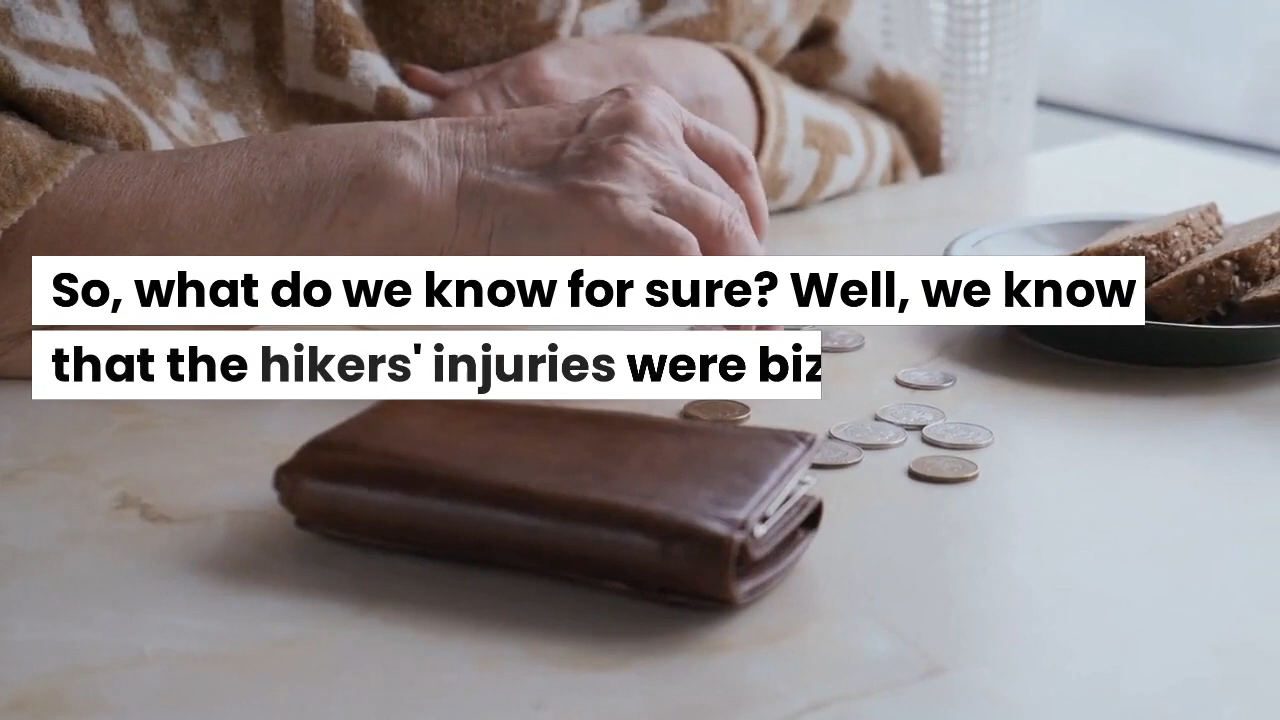 So, what do we know for sure? Well, we know
that the hikers' injuries were biz